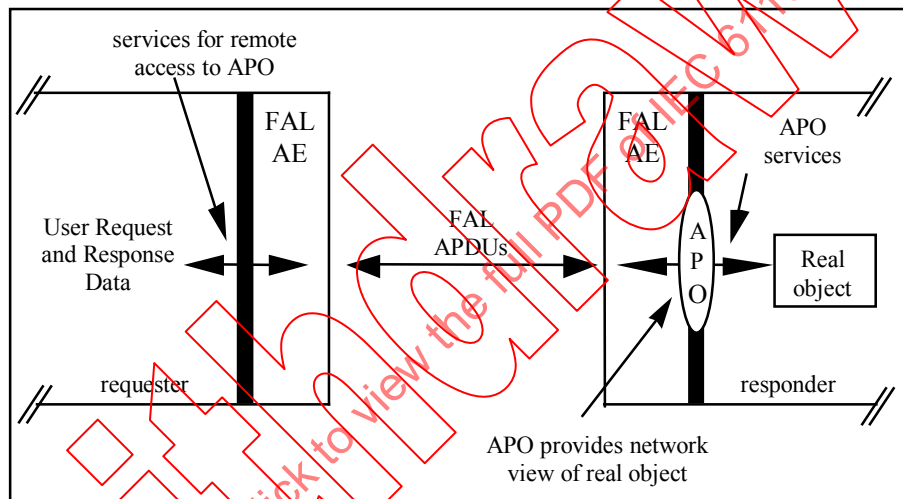 services for remote
access to APO
FAL
AE
FAL
AE
APO
services
User Request
and Response
Data
FAL
APDUs
A
P
O
Real
object
requester
responder
APO provides network
view of real object
click to view the full PDF of IEC 611